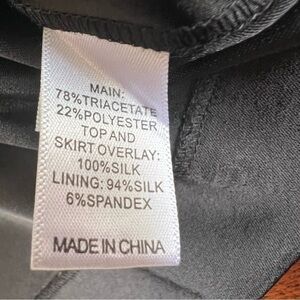 MAIN:
78%TRIACETATE
22%POLYESTER
TOP AND
SKIRT OVERLAY:
100%SILK
LINING: 94%SILK
6%SPANDEX
MADE IN CHINA